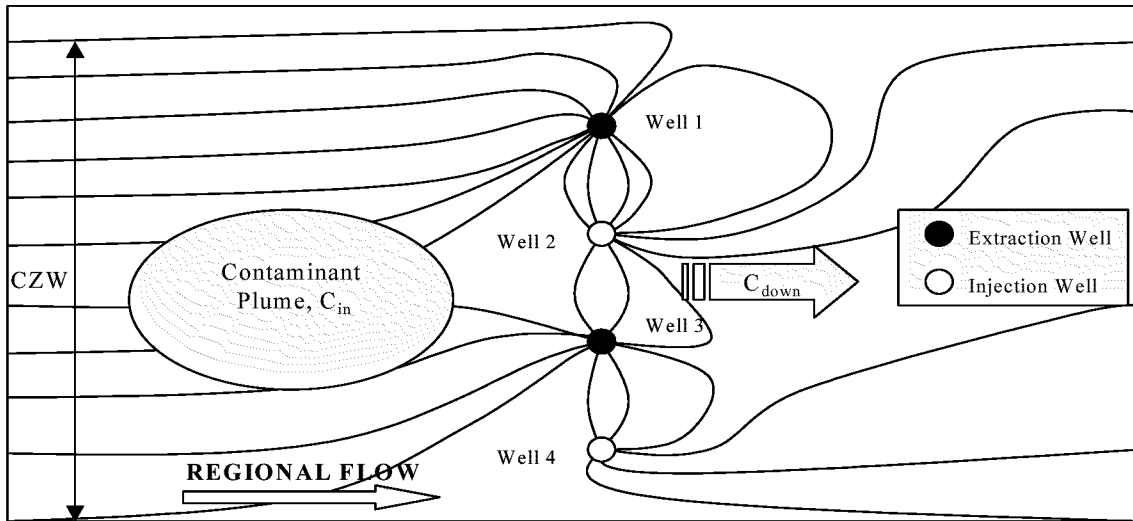 Well 1
Well 2
CZW
Contaminant
Plume, C_in
Well 3
C_down
Extraction Well
Injection Well
Well 4
REGIONAL FLOW